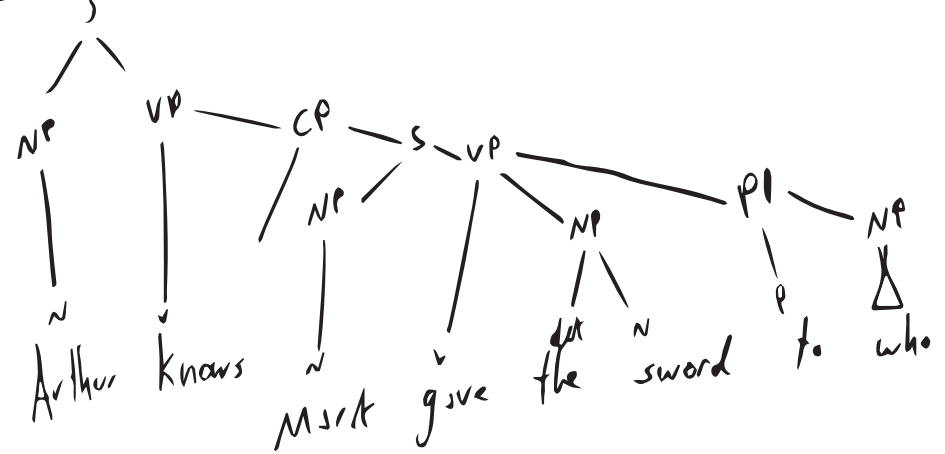 S
NP VP CP S VP
NP NP PP NP
N V N V det N P
Arthur knows Mark gave the sword to who